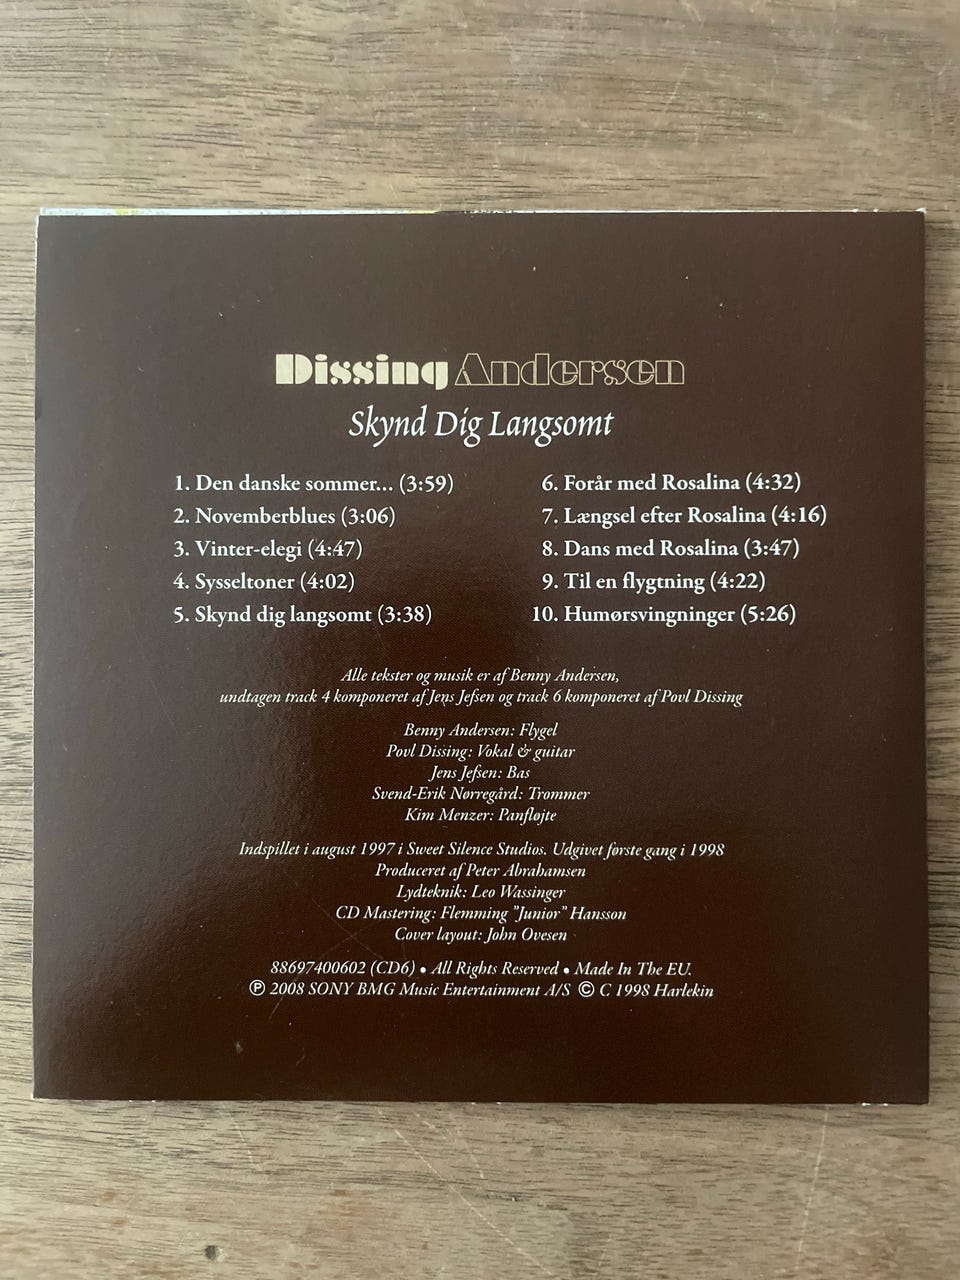 Dissing Andersen
Skynd Dig Langsomt
1. Den danske sommer... (3:59)
2. Novemberblues (3:06)
3. Vinter-elegi (4:47)
4. Sysseltoner (4:02)
5. Skynd dig langsomt (3:38)
6. Forår med Rosalina (4:32)
7. Længsel efter Rosalina (4:16)
8. Dans med Rosalina (3:47)
9. Til en flygtning (4:22)
10. Humørsvingninger (5:26)
Alle tekster og musik er af Benny Andersen,
undtagen track 4 komponeret af Jens Jefsen og track 6 komponeret af Povl Dissing
Benny Andersen: Flygel
Povl Dissing: Vokal & guitar
Jens Jefsen: Bas
Svend-Erik Nørregård: Trommer
Kim Menzer: Panfløjte
Indspillet i august 1997 i Sweet Silence Studios. Udgivet første gang i 1998
Produceret af Peter Abrahamsen
Lydteknik: Leo Wassinger
CD Mastering: Flemming ”Junior” Hansson
Cover layout: John Ovesen
88697400602 (CD6) • All Rights Reserved • Made In The EU.
℗ 2008 SONY BMG Music Entertainment A/S © C 1998 Harlekin